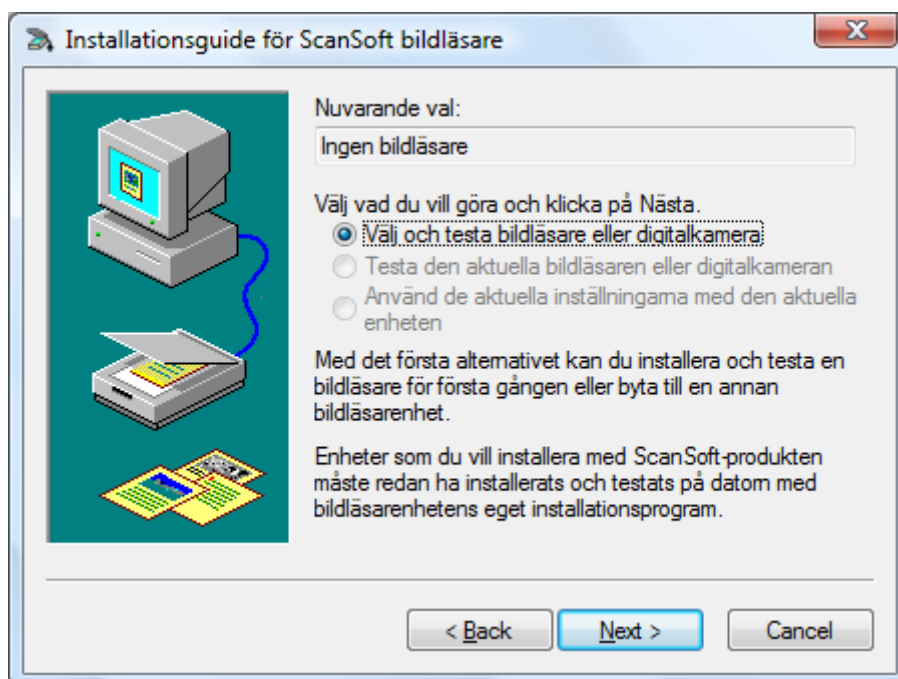 Installationsguide för ScanSoft bildläsare
Nuvarande val:
Ingen bildläsare
Välj vad du vill göra och klicka på Nästa.
Välj och testa bildläsare eller digitalkamera
Testa den aktuella bildläsaren eller digitalkameran
Använd de aktuella inställningarna med den aktuella
enheten
Med det första alternativet kan du installera och testa en
bildläsare för första gången eller byta till en annan
bildläsarenhet.
Enheter som du vill installera med ScanSoft-produkten
måste redan ha installerats och testats på datorn med
bildläsarenhetens eget installationsprogram.
< Back
Next >
Cancel